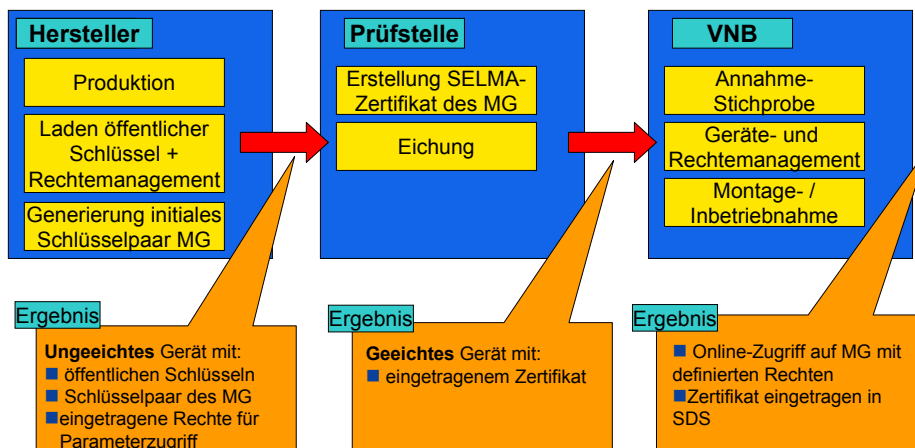 Hersteller
Produktion
Laden öffentlicher
Schlüssel +
Rechtemanagement
Generierung initiales
Schlüsselpaar MG
Prüfstelle
Erstellung SELMA-
Zertifikat des MG
Eichung
VNB
Annahme-
Stichprobe
Geräte- und
Rechtemanagement
Montage- /
Inbetriebnahme
Ergebnis
Ungeeichtes Gerät mit:
öffentlichen Schlüsseln
Schlüsselpaar des MG
eingetragene Rechte für
Parameterzugriff
Ergebnis
Geeichtes Gerät mit:
eingetragenem Zertifikat
Ergebnis
Online-Zugriff auf MG mit
definierten Rechten
Zertifikat eingetragen in
SDS